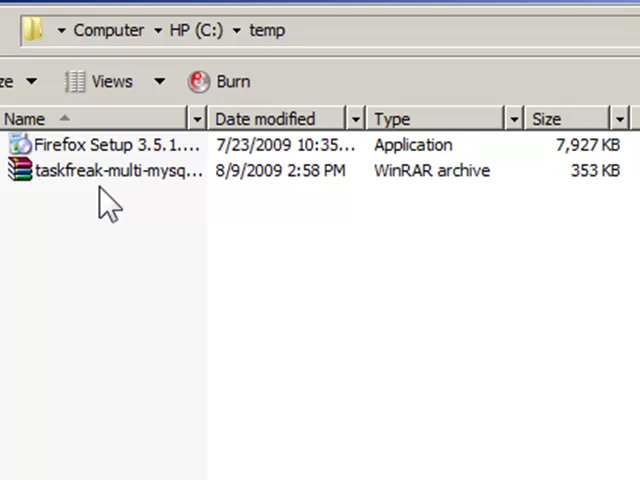 Computer HP (C:) temp
ze Views Burn
Name Date modified Type Size
Firefox Setup 3.5.1.... 7/23/2009 10:35... Application 7,927 KB
taskfreak-multi-mysq... 8/9/2009 2:58 PM WinRAR archive 353 KB